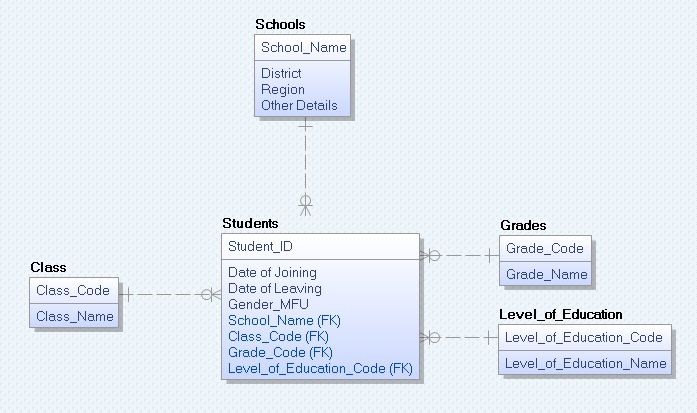 Schools
School_Name
District
Region
Other Details
Students
Student_ID
Date of Joining
Date of Leaving
Gender_MFU
School_Name (FK)
Class_Code (FK)
Grade_Code (FK)
Level_of_Education_Code (FK)
Class
Class_Code
Class_Name
Grades
Grade_Code
Grade_Name
Level_of_Education
Level_of_Education_Code
Level_of_Education_Name